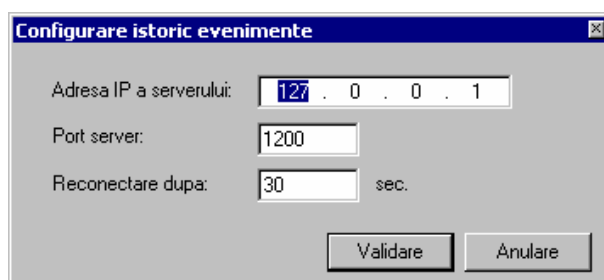 Configurare istoric evenimente
Adresa IP a serverului: 127 . 0 . 0 . 1
Port server: 1200
Reconectare dupa: 30 sec.
Validare Anulare